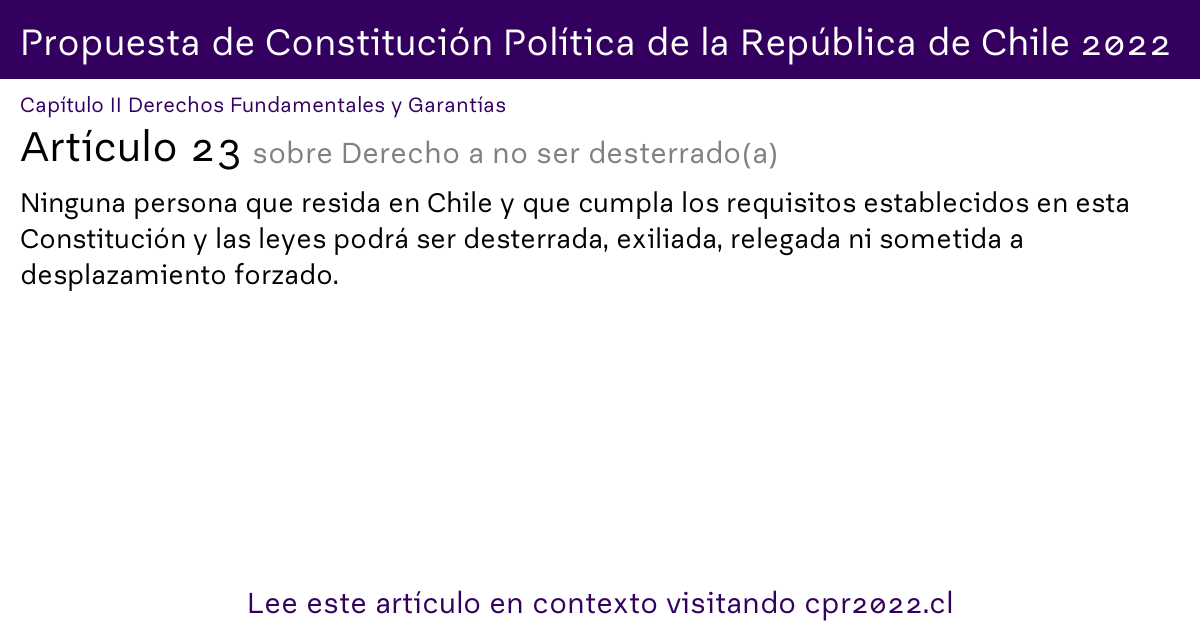 Propuesta de Constitución Política de la República de Chile 2022
Capítulo II Derechos Fundamentales y Garantías
Artículo 23 sobre Derecho a no ser desterrado(a)
Ninguna persona que resida en Chile y que cumpla los requisitos establecidos en esta
Constitución y las leyes podrá ser desterrada, exiliada, relegada ni sometida a
desplazamiento forzado.
Lee este artículo en contexto visitando cpr2022.cl